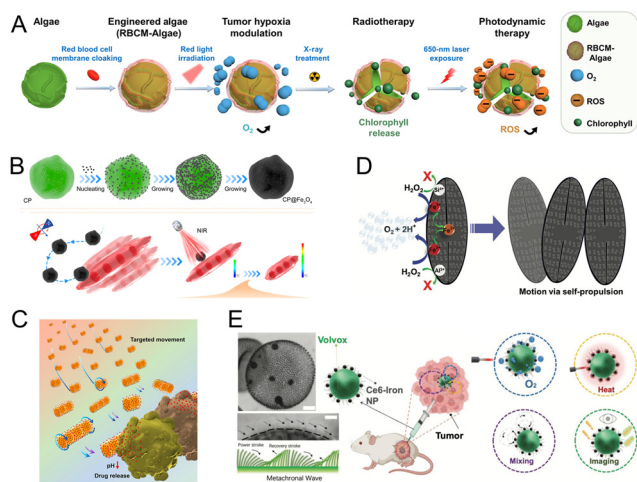 A
Algae
Engineered algae
(RBCM-Algae)
Tumor hypoxia
modulation
Radiotherapy
Photodynamic
therapy
Red blood cell
membrane cloaking
Red light
irradiation
X-ray
treatment
650-nm laser
exposure
O₂
Chlorophyll
release
ROS
Algae
RBCM-
Algae
O₂
ROS
Chlorophyll
B
CP
Nucleating
Growing
Growing
CP@Fe₃O₄
NIR
C
Targeted movement
pH
Drug release
D
X
H₂O₂
Si⁴⁺
O₂ + 2H⁺
H₂O₂
Al³⁺
X
Motion via self-propulsion
E
Volvox
Ce6-Iron
NP
Power stroke
Recovery stroke
Metachronal Wave
Tumor
O₂
Heat
Mixing
Imaging